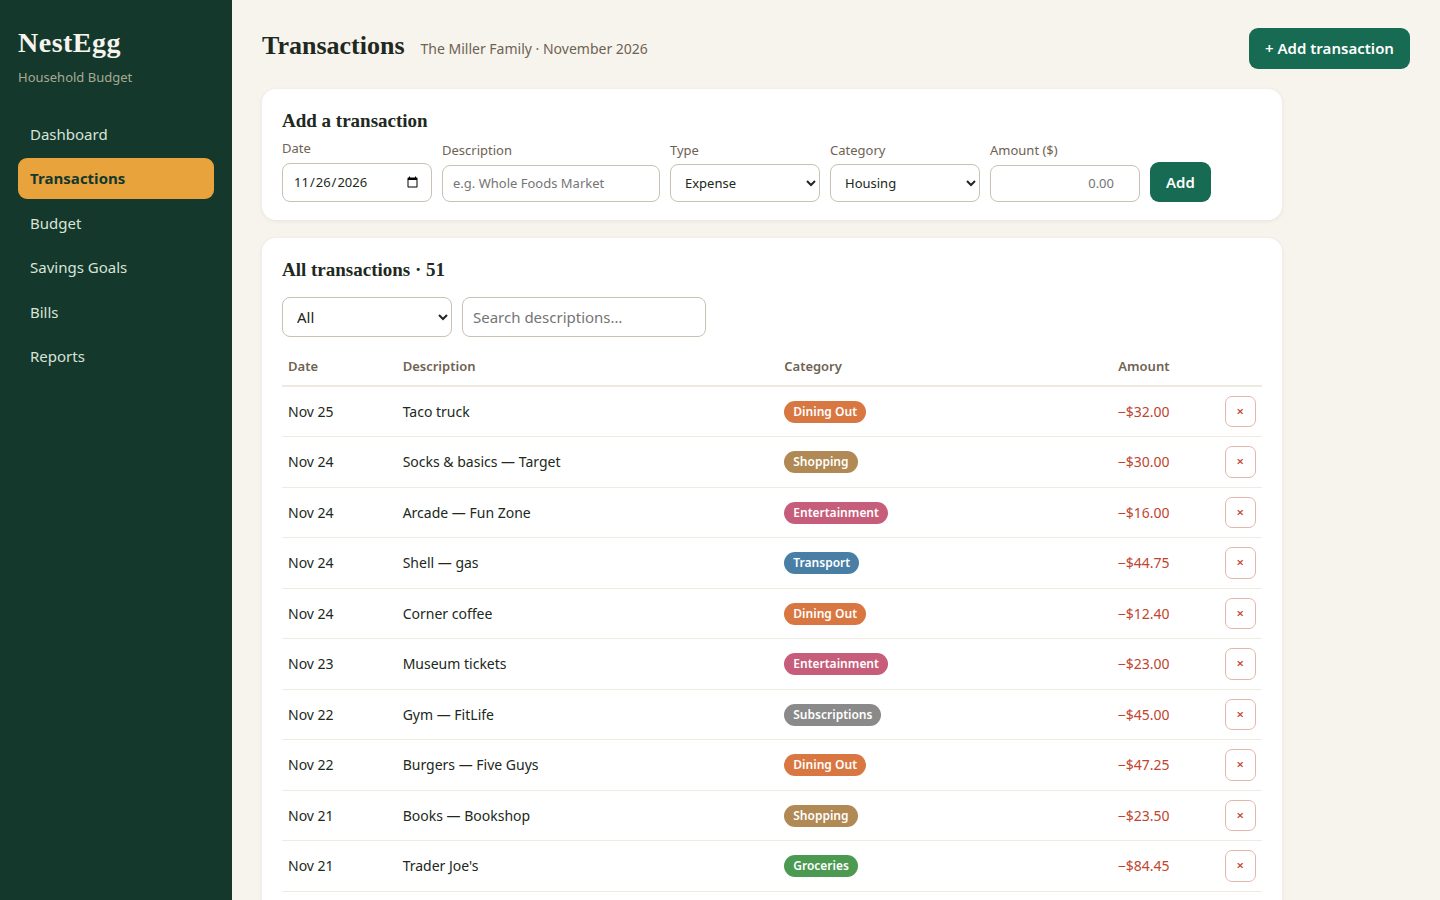 NestEgg
Household Budget
Dashboard
Transactions
Budget
Savings Goals
Bills
Reports
Transactions The Miller Family · November 2026
+ Add transaction
Add a transaction
Date Description Type Category Amount ($)
11/26/2026 e.g. Whole Foods Market Expense Housing 0.00 Add
All transactions · 51
All Search descriptions...
Date Description Category Amount
Nov 25 Taco truck Dining Out −$32.00 ×
Nov 24 Socks & basics — Target Shopping −$30.00 ×
Nov 24 Arcade — Fun Zone Entertainment −$16.00 ×
Nov 24 Shell — gas Transport −$44.75 ×
Nov 24 Corner coffee Dining Out −$12.40 ×
Nov 23 Museum tickets Entertainment −$23.00 ×
Nov 22 Gym — FitLife Subscriptions −$45.00 ×
Nov 22 Burgers — Five Guys Dining Out −$47.25 ×
Nov 21 Books — Bookshop Shopping −$23.50 ×
Nov 21 Trader Joe's Groceries −$84.45 ×